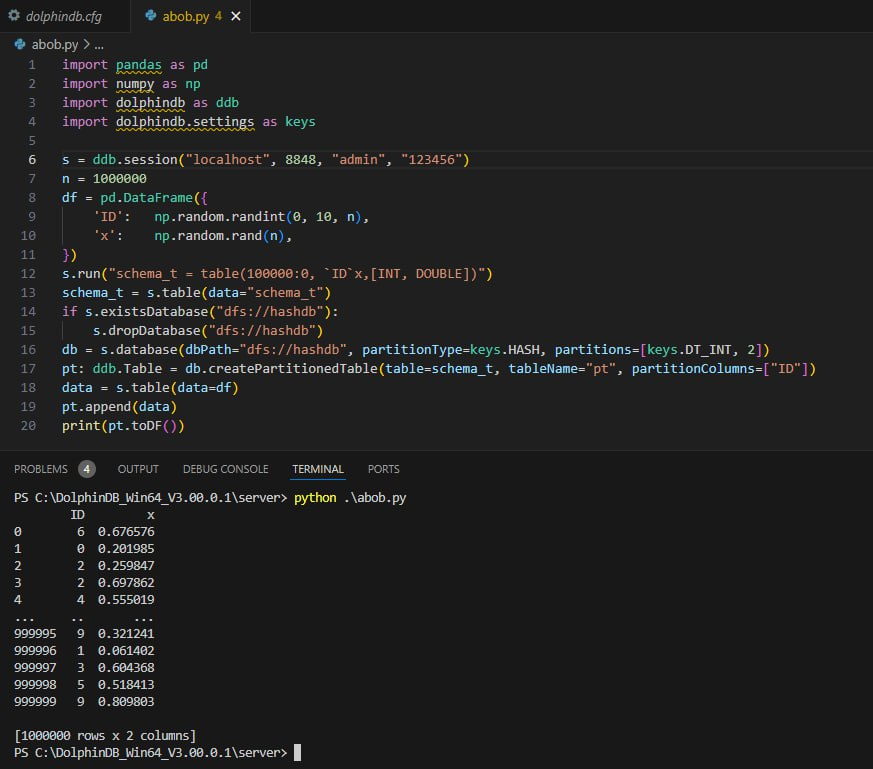 dolphindb.cfg abob.py 4
abob.py > ...
1 import pandas as pd
2 import numpy as np
3 import dolphindb as ddb
4 import dolphindb.settings as keys
5
6 s = ddb.session("localhost", 8848, "admin", "123456")
7 n = 1000000
8 df = pd.DataFrame({
9     'ID':   np.random.randint(0, 10, n),
10     'x':    np.random.rand(n),
11 })
12 s.run("schema_t = table(100000:0, `ID`x,[INT, DOUBLE])")
13 schema_t = s.table(data="schema_t")
14 if s.existsDatabase("dfs://hashdb"):
15     s.dropDatabase("dfs://hashdb")
16 db = s.database(dbPath="dfs://hashdb", partitionType=keys.HASH, partitions=[keys.DT_INT, 2])
17 pt: ddb.Table = db.createPartitionedTable(table=schema_t, tableName="pt", partitionColumns=["ID"])
18 data = s.table(data=df)
19 pt.append(data)
20 print(pt.toDF())
PROBLEMS 4 OUTPUT DEBUG CONSOLE TERMINAL PORTS
PS C:\DolphinDB_Win64_V3.00.0.1\server> python .\abob.py
        ID         x
0        6  0.676576
1        0  0.201985
2        2  0.259847
3        2  0.697862
4        4  0.555019
...     ..       ...
999995   9  0.321241
999996   1  0.061402
999997   3  0.604368
999998   5  0.518413
999999   9  0.809803
[1000000 rows x 2 columns]
PS C:\DolphinDB_Win64_V3.00.0.1\server>